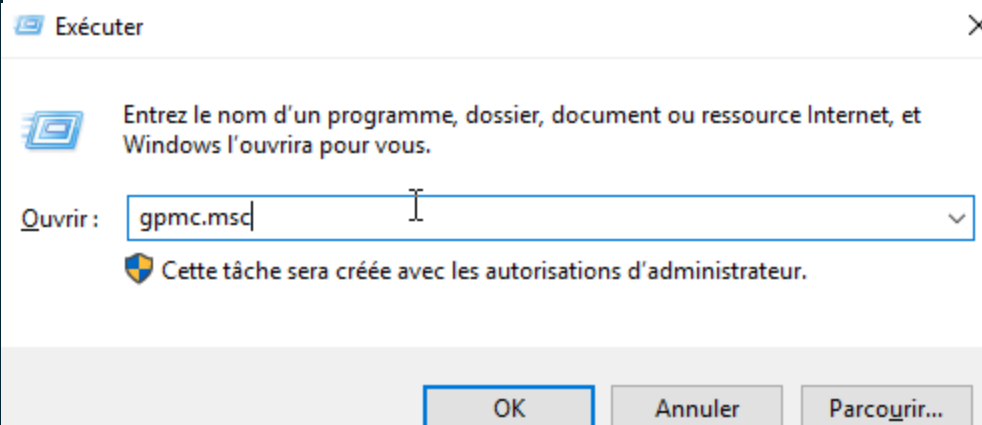 Exécuter
Entrez le nom d’un programme, dossier, document ou ressource Internet, et
Windows l’ouvrira pour vous.
Ouvrir : gpmc.msc
Cette tâche sera créée avec les autorisations d’administrateur.
OK Annuler Parcourir...